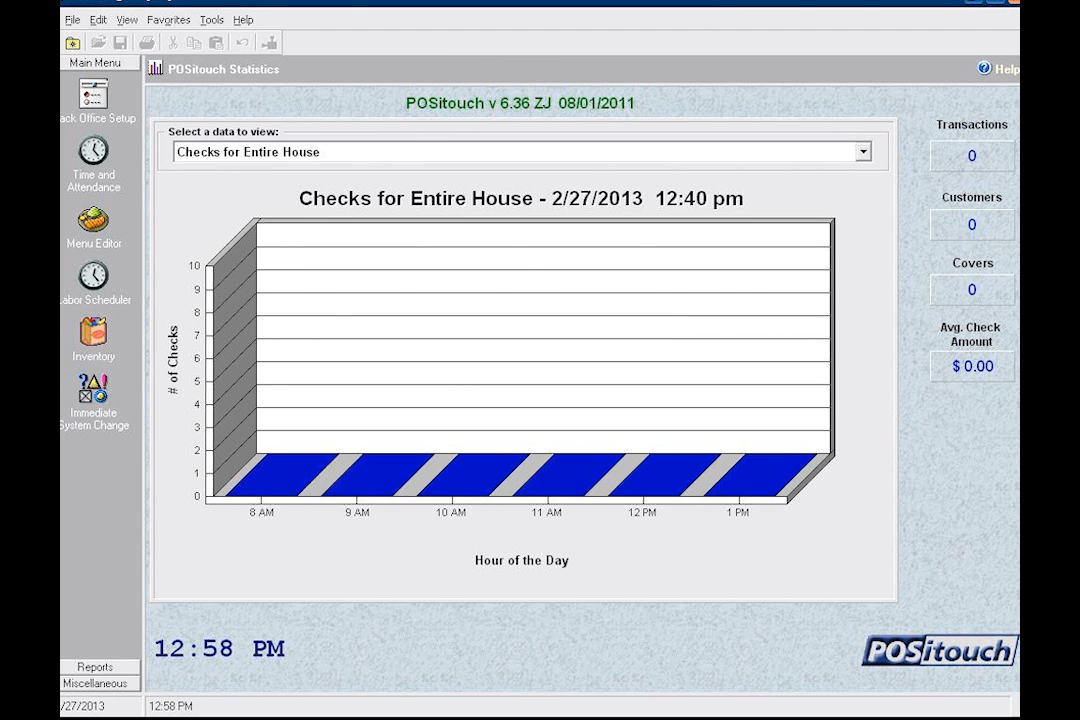 File Edit View Favorites Tools Help
Main Menu
POSitouch Statistics
Help
ack Office Setup
Time and
Attendance
Menu Editor
abor Scheduler
Inventory
Immediate
System Change
Reports
Miscellaneous
POSitouch v 6.36 ZJ 08/01/2011
Select a data to view:
Checks for Entire House
Checks for Entire House - 2/27/2013 12:40 pm
# of Checks
10
9
8
7
6
5
4
3
2
1
0
8 AM 9 AM 10 AM 11 AM 12 PM 1 PM
Hour of the Day
Transactions
0
Customers
0
Covers
0
Avg. Check
Amount
$ 0.00
12:58 PM
POSitouch
/27/2013 12:58 PM